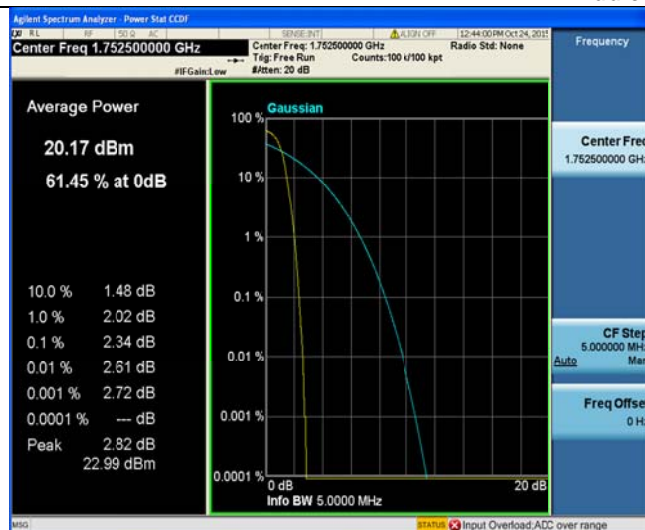 Agilent Spectrum Analyzer - Power Stat CCDF
RL RF 50 Ω AC SENSE:INT ALIGN OFF 12:44:00 PM Oct 24, 2015
Center Freq 1.752500000 GHz
Center Freq: 1.752500000 GHz Radio Std: None
Trig: Free Run Counts:100 k/100 kpt
#IFGain:Low #Atten: 20 dB
Frequency
Average Power
20.17 dBm
61.45 % at 0dB
10.0 % 1.48 dB
1.0 % 2.02 dB
0.1 % 2.34 dB
0.01 % 2.61 dB
0.001 % 2.72 dB
0.0001 % --- dB
Peak 2.82 dB
22.99 dBm
Gaussian
100 %
10 %
1 %
0.1 %
0.01 %
0.001 %
0.0001 %
0 dB 20 dB
Info BW 5.0000 MHz
Center Freq
1.752500000 GHz
CF Step
5.000000 MHz
Auto Man
Freq Offse
0 Hz
MSG STATUS Input Overload;ADC over range